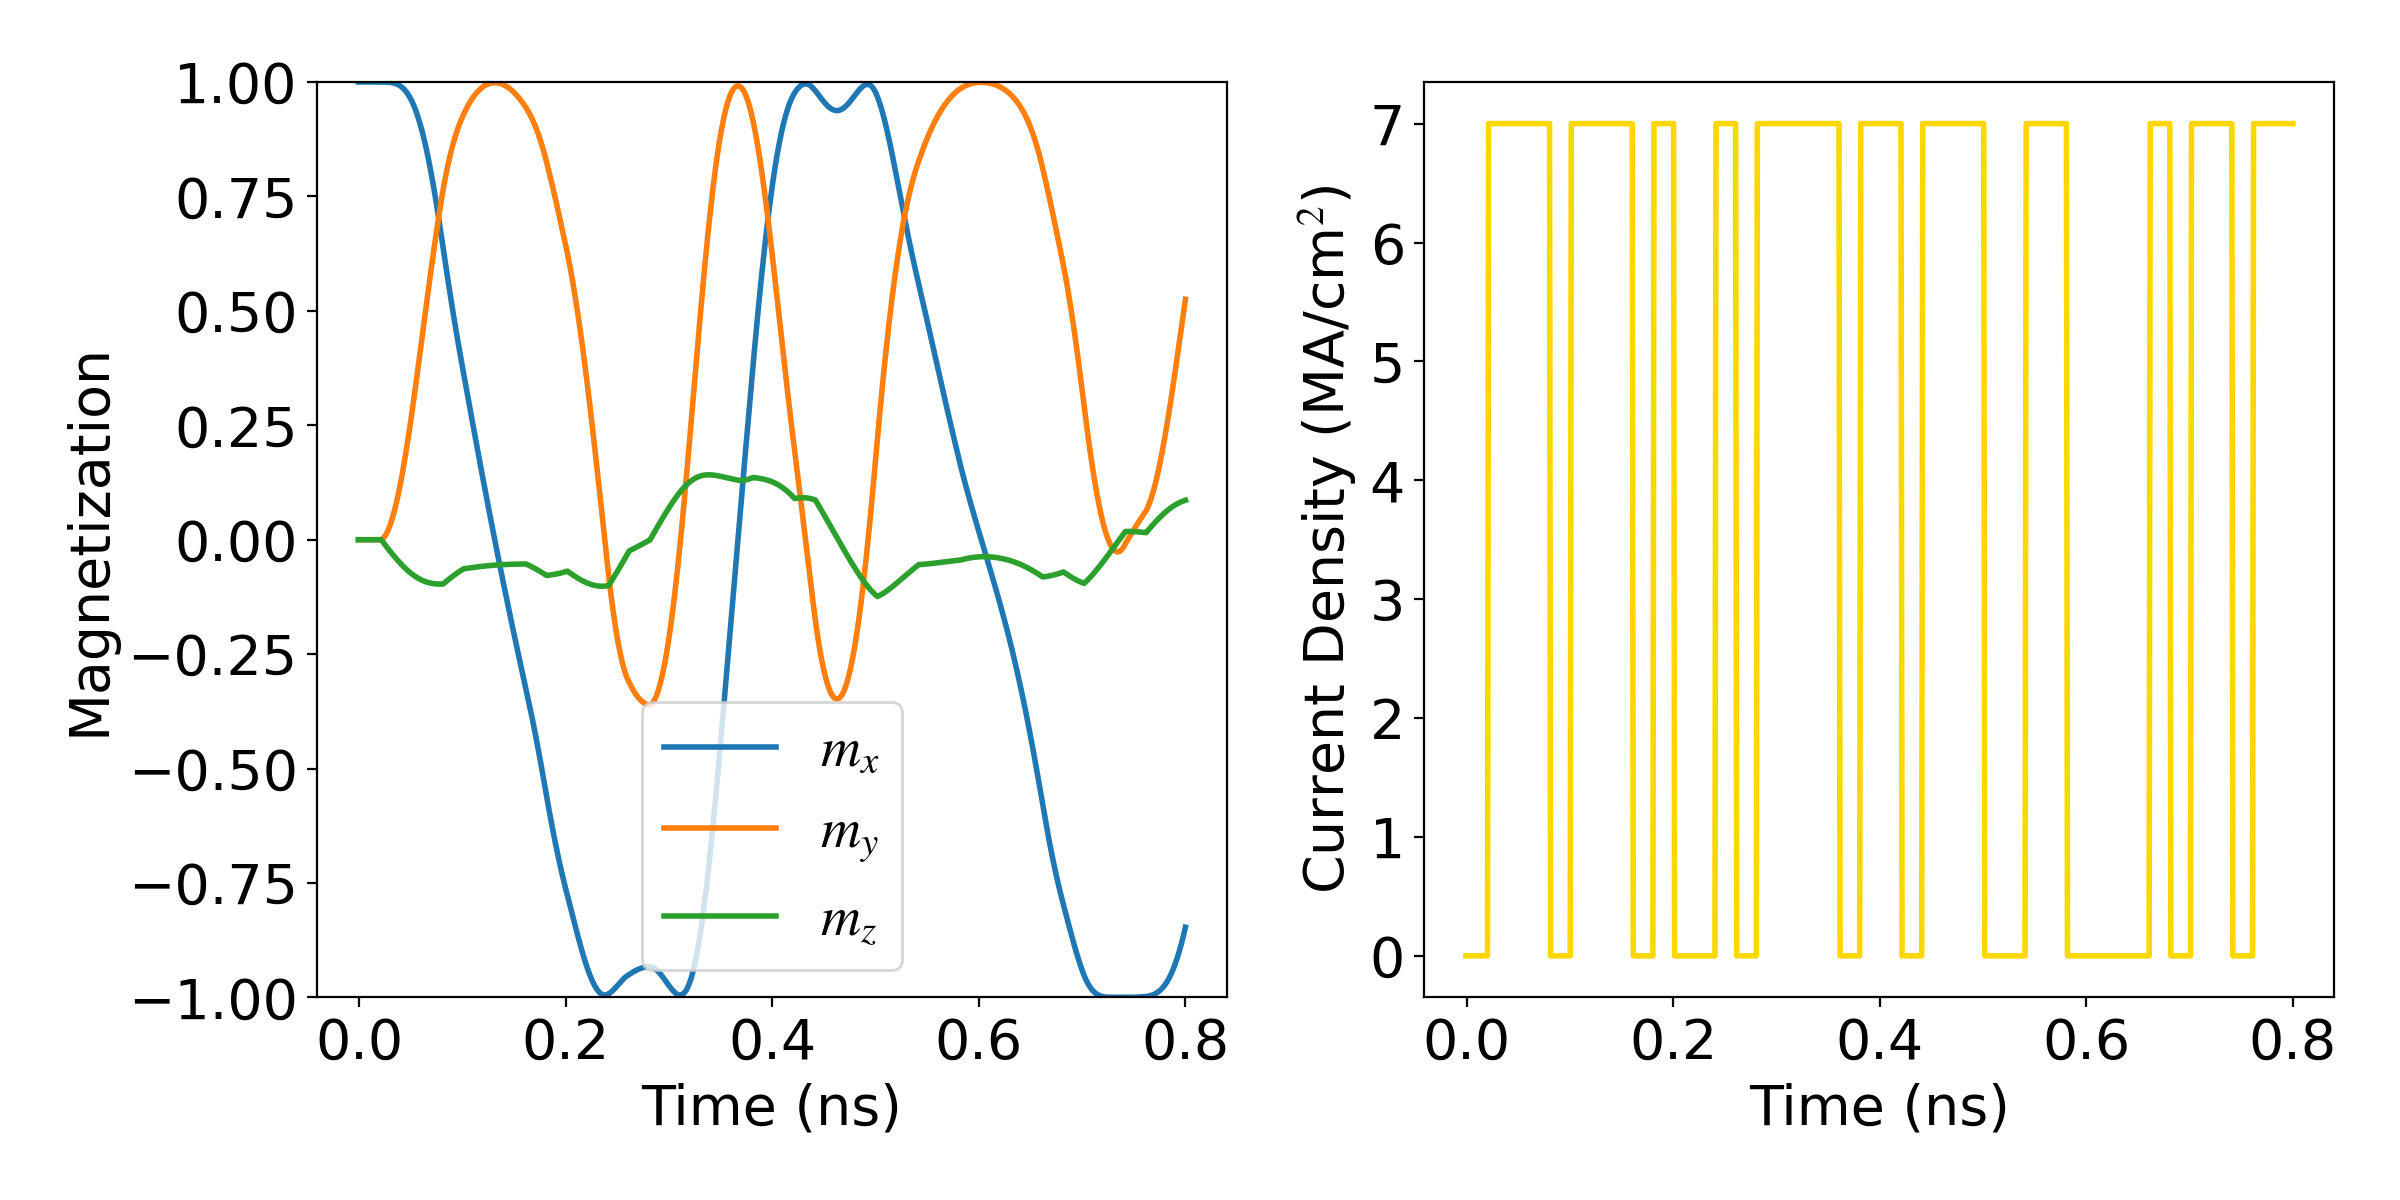 1.00
0.75
0.50
0.25
0.00
−0.25
−0.50
−0.75
−1.00
Magnetization
0.0 0.2 0.4 0.6 0.8
Time (ns)
m_x
m_y
m_z
7
6
5
4
3
2
1
0
Current Density (MA/cm²)
0.0 0.2 0.4 0.6 0.8
Time (ns)